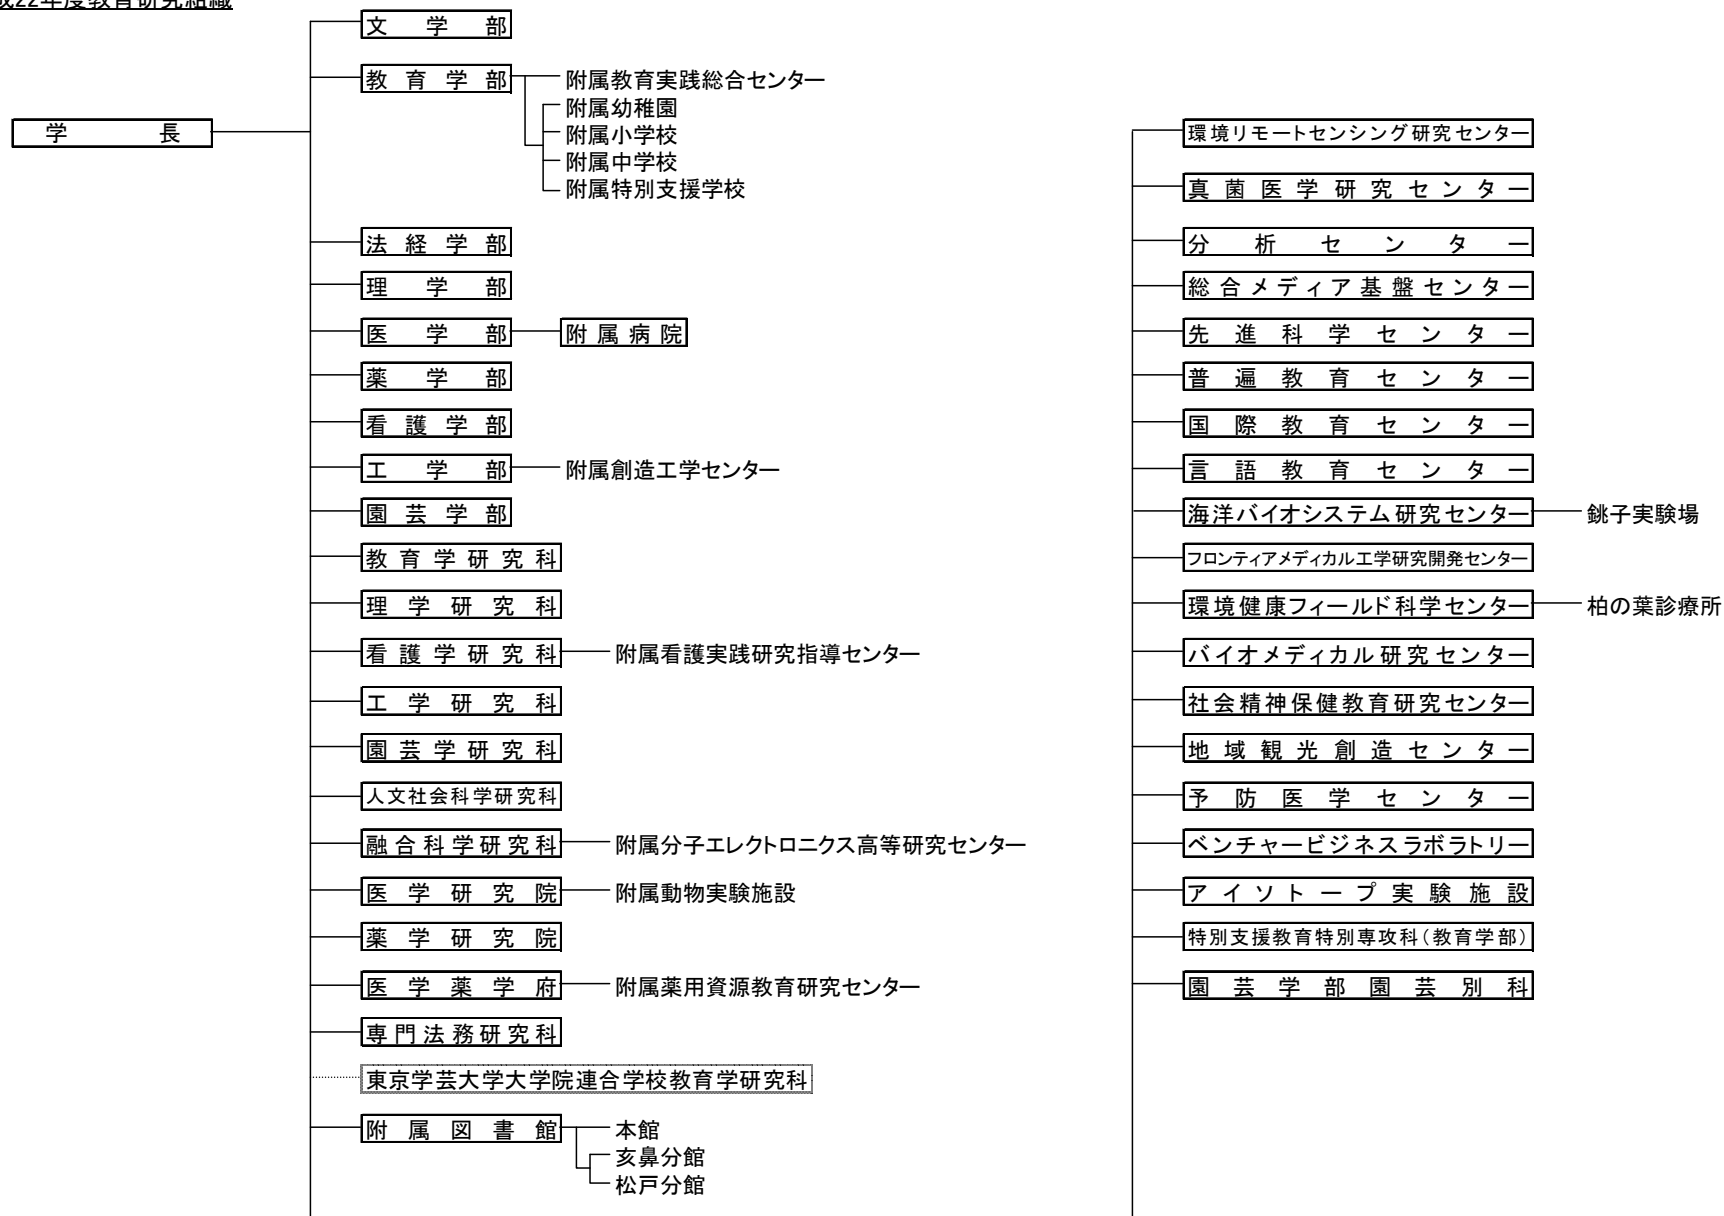 成22年度教育研究組織
文学部
教育学部
附属教育実践総合センター
附属幼稚園
附属小学校
附属中学校
附属特別支援学校
学長
法経学部
理学部
医学部
附属病院
薬学部
看護学部
工学部
附属創造工学センター
園芸学部
教育学研究科
理学研究科
看護学研究科
附属看護実践研究指導センター
工学研究科
園芸学研究科
人文社会科学研究科
融合科学研究科
附属分子エレクトロニクス高等研究センター
医学研究院
附属動物実験施設
薬学研究院
医学薬学府
附属薬用資源教育研究センター
専門法務研究科
東京学芸大学大学院連合学校教育学研究科
附属図書館
本館
亥鼻分館
松戸分館
環境リモートセンシング研究センター
真菌医学研究センター
分析センター
総合メディア基盤センター
先進科学センター
普遍教育センター
国際教育センター
言語教育センター
海洋バイオシステム研究センター
銚子実験場
フロンティアメディカル工学研究開発センター
環境健康フィールド科学センター
柏の葉診療所
バイオメディカル研究センター
社会精神保健教育研究センター
地域観光創造センター
予防医学センター
ベンチャービジネスラボラトリー
アイソトープ実験施設
特別支援教育特別専攻科(教育学部)
園芸学部園芸別科